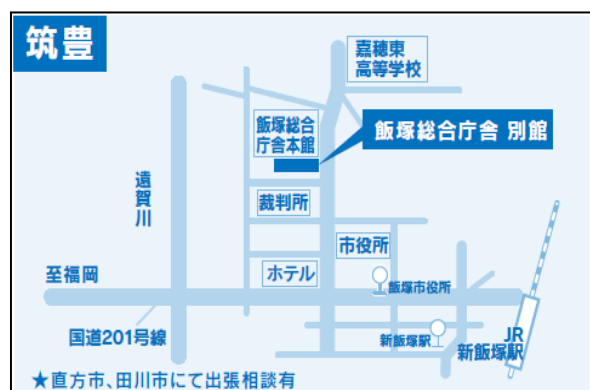 筑豊
嘉穂東
高等学校
飯塚総合
庁舎本館
飯塚総合庁舎 別館
遠賀川
裁判所
市役所
至福岡
ホテル
飯塚市役所
国道201号線
新飯塚駅
JR
新飯塚駅
★直方市、田川市にて出張相談有